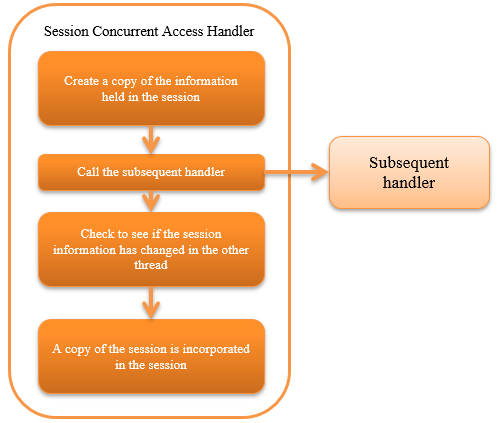 Session Concurrent Access Handler
Create a copy of the information
held in the session
Call the subsequent handler
Subsequent
handler
Check to see if the session
information has changed in the other
thread
A copy of the session is incorporated
in the session